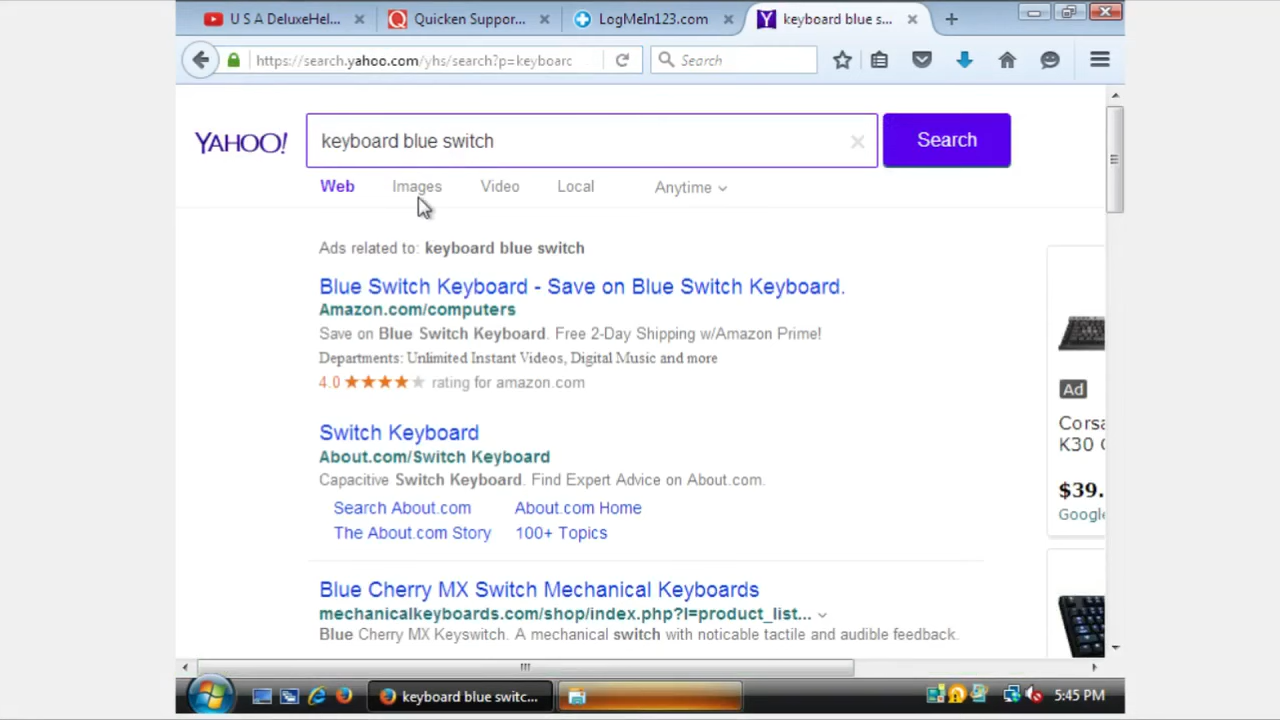 U S A DeluxeHel...
Quicken Suppor...
LogMeIn123.com
keyboard blue s...
https://search.yahoo.com/yhs/search?p=keyboarc
Search
YAHOO!
keyboard blue switch
Search
Web
Images
Video
Local
Anytime
Ads related to: keyboard blue switch
Blue Switch Keyboard - Save on Blue Switch Keyboard.
Amazon.com/computers
Save on Blue Switch Keyboard. Free 2-Day Shipping w/Amazon Prime!
Departments: Unlimited Instant Videos, Digital Music and more
4.0 rating for amazon.com
Switch Keyboard
About.com/Switch Keyboard
Capacitive Switch Keyboard. Find Expert Advice on About.com.
Search About.com
About.com Home
The About.com Story
100+ Topics
Blue Cherry MX Switch Mechanical Keyboards
mechanicalkeyboards.com/shop/index.php?l=product_list...
Blue Cherry MX Keyswitch. A mechanical switch with noticable tactile and audible feedback.
Ad
Corsa
K30 G
$39.
Google
keyboard blue switc...
5:45 PM